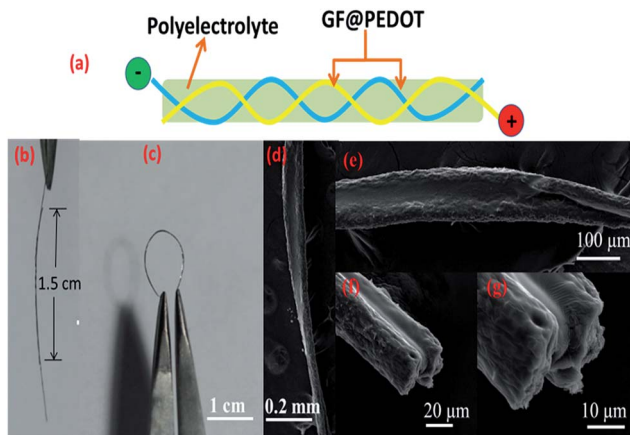 Polyelectrolyte
GF@PEDOT
(a)
-
+
(b)
(c)
(d)
(e)
1.5 cm
100 μm
(f)
(g)
1 cm
0.2 mm
20 μm
10 μm